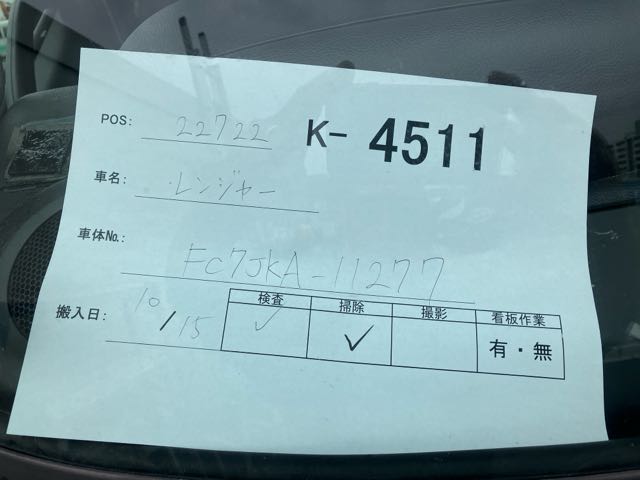 POS: 22722 K- 4511
車名: レンジャー
車体No.: FC7JKA-11277
搬入日: 10/15
検査 掃除 撮影 看板作業
✓ ✓ 有・無